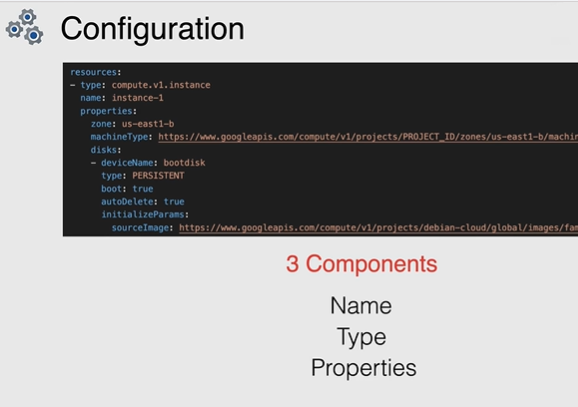 Configuration
resources:
- type: compute.v1.instance
name: instance-1
properties:
zone: us-east1-b
machineType: https://www.googleapis.com/compute/v1/projects/PROJECT_ID/zones/us-east1-b/machin
disks:
- deviceName: bootdisk
type: PERSISTENT
boot: true
autoDelete: true
initializeParams:
sourceImage: https://www.googleapis.com/compute/v1/projects/debian-cloud/global/images/fam
3 Components
Name
Type
Properties